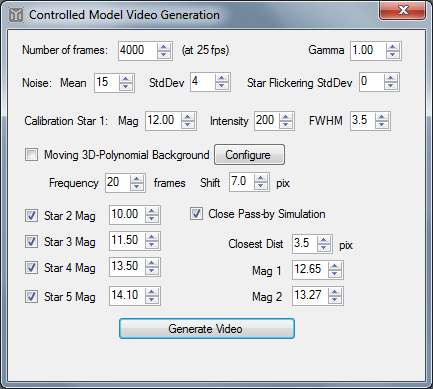 Controlled Model Video Generation
Number of frames: 4000 (at 25 fps) Gamma 1.00
Noise: Mean 15 StdDev 4 Star Flickering StdDev 0
Calibration Star 1: Mag 12.00 Intensity 200 FWHM 3.5
Moving 3D-Polynomial Background Configure
Frequency 20 frames Shift 7.0 pix
Star 2 Mag 10.00 Close Pass-by Simulation
Star 3 Mag 11.50 Closest Dist 3.5 pix
Star 4 Mag 13.50 Mag 1 12.65
Star 5 Mag 14.10 Mag 2 13.27
Generate Video